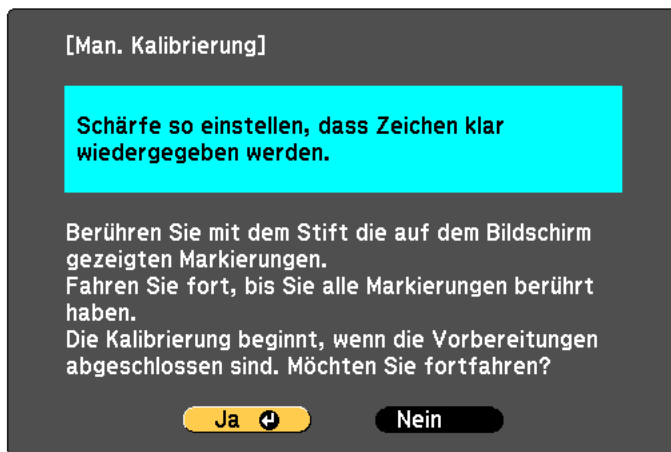 [Man. Kalibrierung]
Schärfe so einstellen, dass Zeichen klar
wiedergegeben werden.
Berühren Sie mit dem Stift die auf dem Bildschirm
gezeigten Markierungen.
Fahren Sie fort, bis Sie alle Markierungen berührt
haben.
Die Kalibrierung beginnt, wenn die Vorbereitungen
abgeschlossen sind. Möchten Sie fortfahren?
Ja Nein